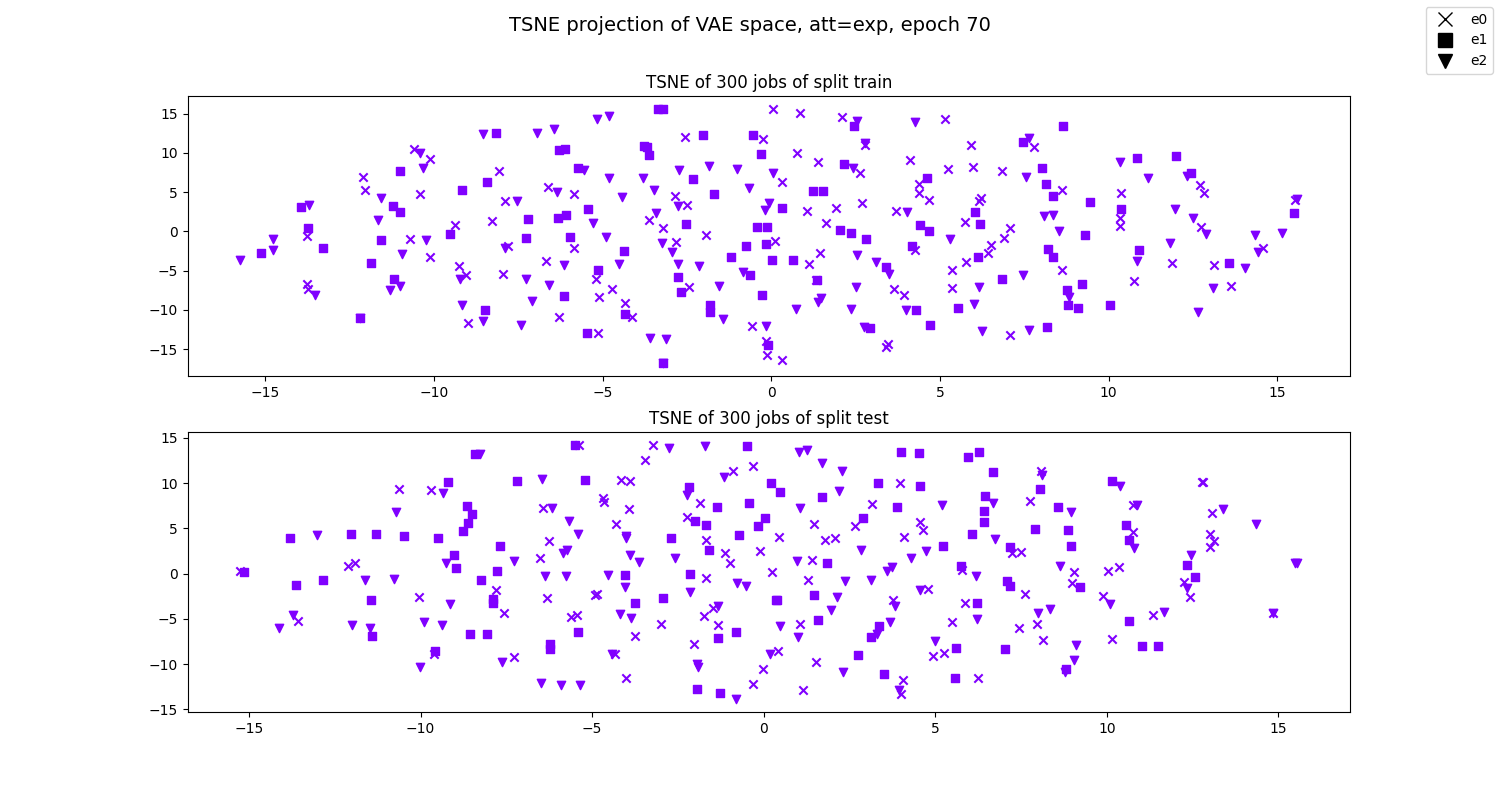 TSNE projection of VAE space, att=exp, epoch 70
e0
e1
e2
TSNE of 300 jobs of split train
15
10
5
0
−5
−10
−15
−15 −10 −5 0 5 10 15
TSNE of 300 jobs of split test
15
10
5
0
−5
−10
−15
−15 −10 −5 0 5 10 15